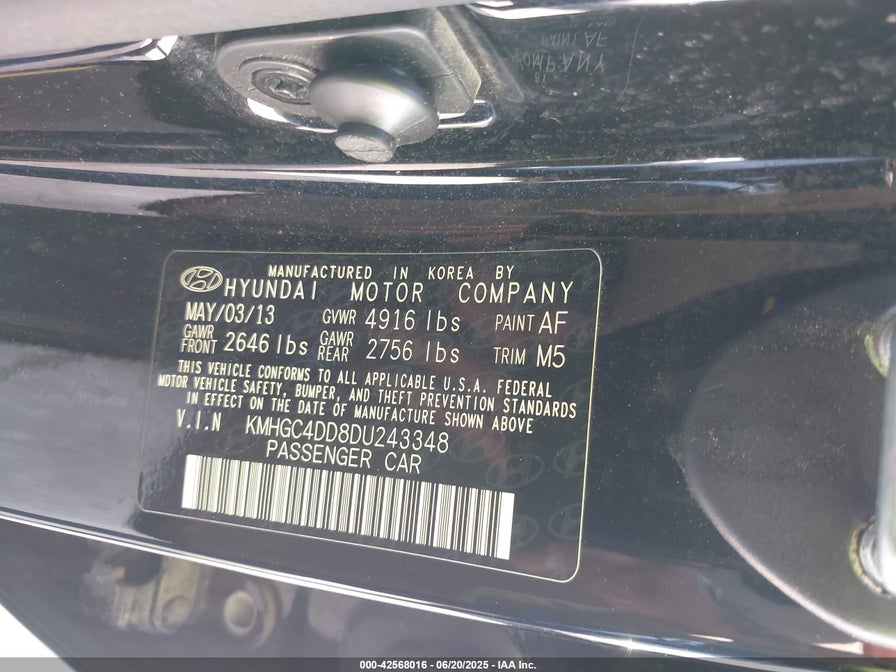 MANUFACTURED IN KOREA BY
HYUNDAI MOTOR COMPANY
MAY/03/13 GVWR 4916 lbs PAINT AF
GAWR FRONT 2646 lbs GAWR REAR 2756 lbs TRIM M5
THIS VEHICLE CONFORMS TO ALL APPLICABLE U.S.A. FEDERAL
MOTOR VEHICLE SAFETY, BUMPER, AND THEFT PREVENTION STANDARDS
IN EFFECT ON THE DATE OF MANUFACTURE SHOWN ABOVE
V.I.N KMHGC4DD8DU243348
PASSENGER CAR
000-42568016 - 06/20/2025 - IAA Inc.